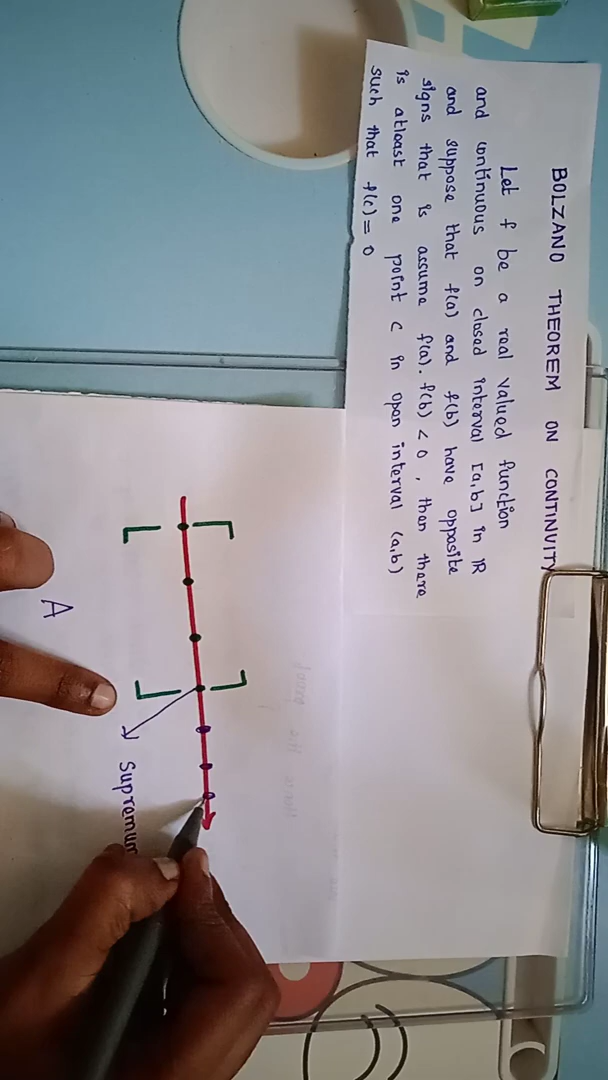 BOLZANO THEOREM ON CONTINUITY
Let f be a real valued function
and continuous on closed interval [a,b] in IR
and suppose that f(a) and f(b) have opposite
signs that is assume f(a).f(b) < 0, then there
is atleast one point c in open interval (a,b)
such that f(c) = 0
Supremum
A